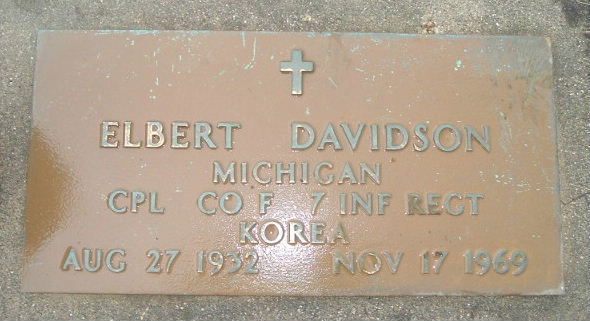 ELBERT DAVIDSON
MICHIGAN
CPL CO F 7 INF REGT
KOREA
AUG 27 1932 NOV 17 1969